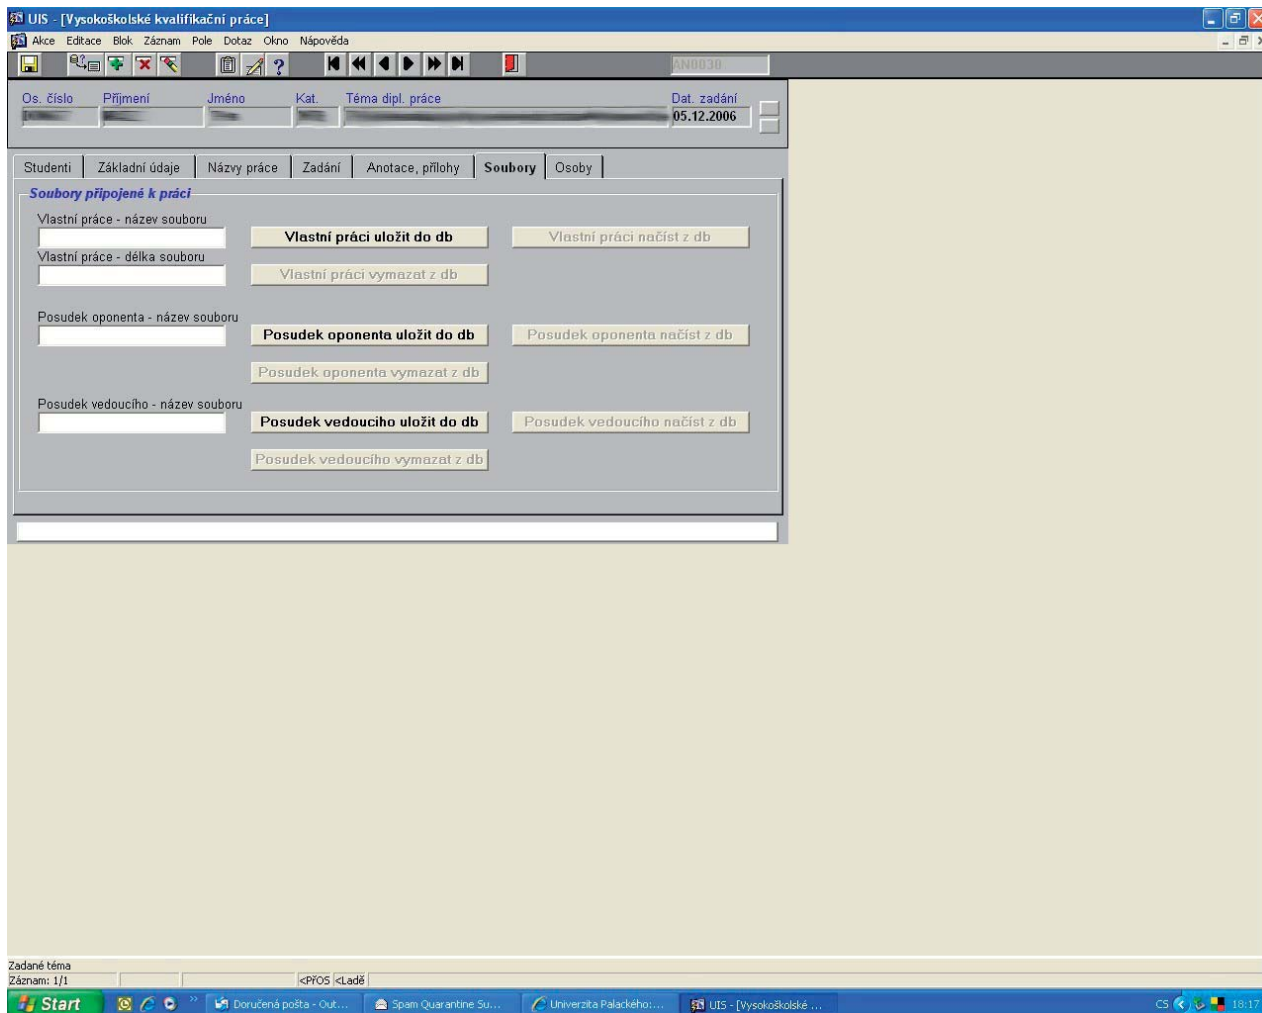 UIS - [Vysokoškolské kvalifikační práce]
Akce Editace Blok Záznam Pole Dotaz Okno Nápověda
AN0030
Os. číslo Příjmení Jméno Kat. Téma dipl. práce Dat. zadání
05.12.2006
Studenti Základní údaje Názvy práce Zadání Anotace, přílohy Soubory Osoby
Soubory připojené k práci
Vlastní práce - název souboru
Vlastní práci uložit do db Vlastní práci načíst z db
Vlastní práce - délka souboru
Vlastní práci vymazat z db
Posudek oponenta - název souboru
Posudek oponenta uložit do db Posudek oponenta načíst z db
Posudek oponenta vymazat z db
Posudek vedoucího - název souboru
Posudek vedoucího uložit do db Posudek vedoucího načíst z db
Posudek vedoucího vymazat z db
Zadané téma
Záznam: 1/1 <PřOS <Ladě
Start Doručená pošta - Out... Spam Quarantine Su... Univerzita Palackého:... UIS - [Vysokoškolské ... CS 18:17